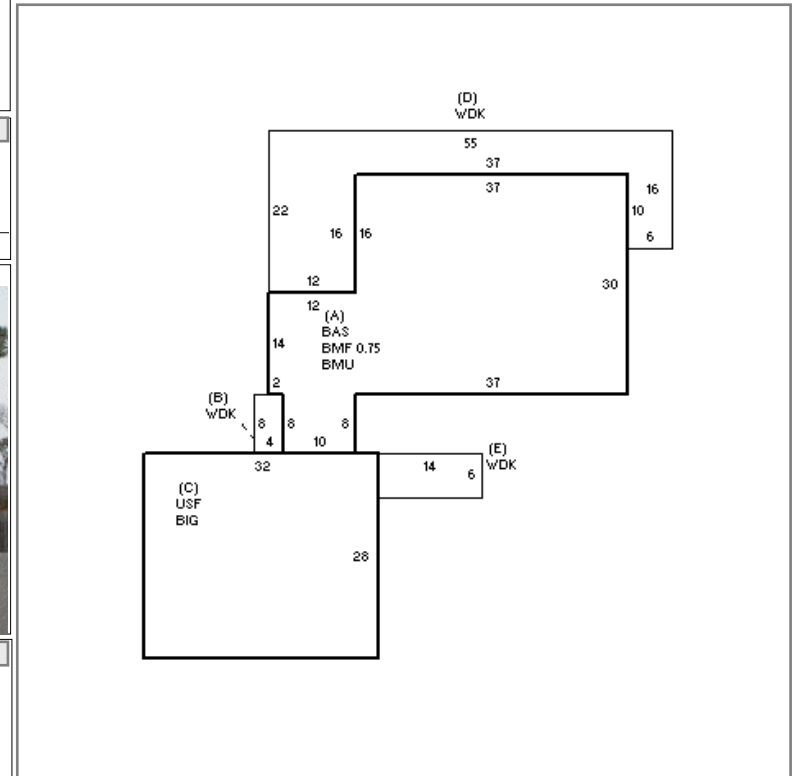 (D)
WDK
55
37
37
16
22
10
16 16
6
12
30
12
(A)
BAS
14
BMF 0.75
BMU
2
37
(B)
WDK
8 8 8
4 10
(E)
32
14
WDK
6
(C)
USF
BIG
28